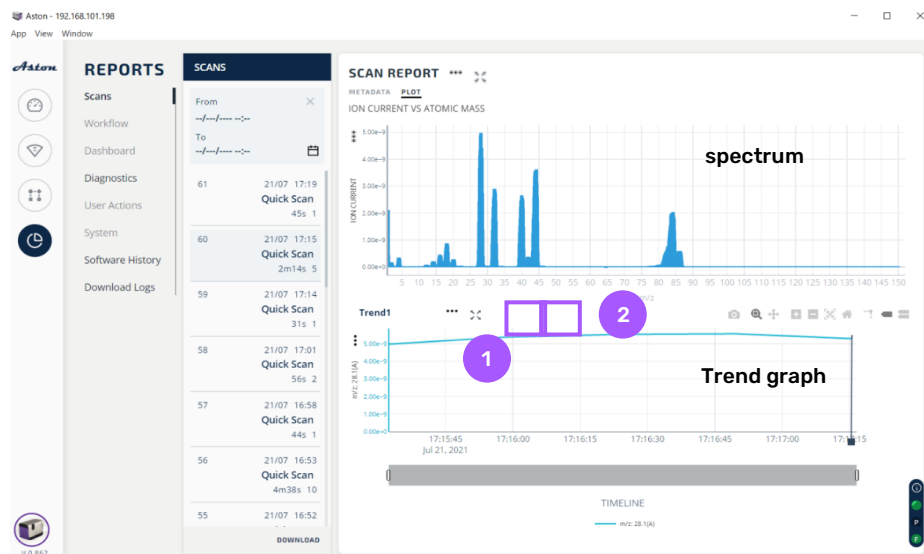 Aston - 192.168.101.198
App View Window
Aston
REPORTS
Scans
Workflow
Dashboard
Diagnostics
User Actions
System
Software History
Download Logs
V 0.862
SCANS
From
--/---/---- --:--
To
--/---/---- --:--
61 21/07 17:19
Quick Scan
45s 1
60 21/07 17:15
Quick Scan
2m14s 5
59 21/07 17:14
Quick Scan
31s 1
58 21/07 17:01
Quick Scan
56s 2
57 21/07 16:58
Quick Scan
44s 1
56 21/07 16:53
Quick Scan
4m38s 10
55 21/07 16:52
DOWNLOAD
SCAN REPORT
METADATA PLOT
ION CURRENT VS ATOMIC MASS
ION CURRENT
5.00e-9
4.00e-9
3.00e-9
2.00e-9
1.00e-9
0.00e+0
spectrum
5 10 15 20 25 30 35 40 45 50 55 60 65 70 75 80 85 90 95 100 105 110 115 120 125 130 135 140 145 150
m/z
Trend1
1
2
m/z: 28.1(A)
5.00e-9
4.00e-9
3.00e-9
2.00e-9
1.00e-9
0.00e+0
Trend graph
17:15:45 17:16:00 17:16:15 17:16:30 17:16:45 17:17:00 17:17:15
Jul 21, 2021
TIMELINE
m/z: 28.1(A)
P